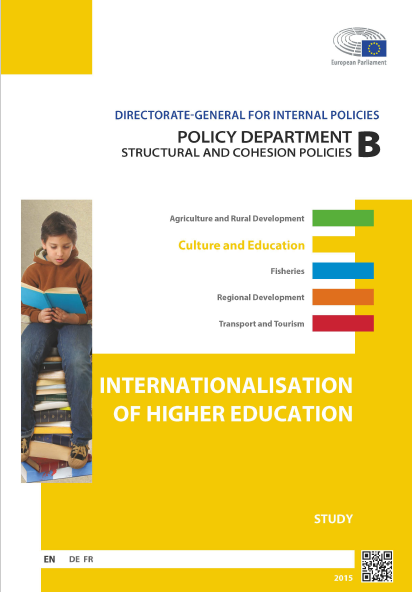 European Parliament
DIRECTORATE-GENERAL FOR INTERNAL POLICIES
POLICY DEPARTMENT B
STRUCTURAL AND COHESION POLICIES
Agriculture and Rural Development
Culture and Education
Fisheries
Regional Development
Transport and Tourism
INTERNATIONALISATION
OF HIGHER EDUCATION
STUDY
EN DE FR
2015